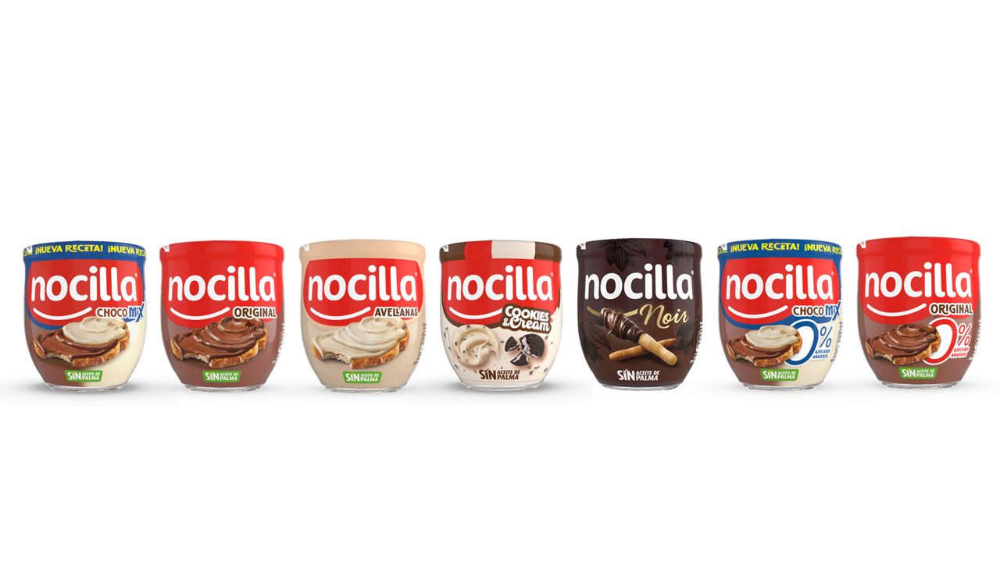 ¡NUEVA RECETA! ¡NUEVA
nocilla
CHOCO MIX
SIN ACEITE DE
PALMA
nocilla
ORIGINAL
SIN ACEITE DE
PALMA
nocilla
AVELLANAS
SIN ACEITE DE
PALMA
nocilla
COOKIES
&Cream
SIN ACEITE DE
PALMA
nocilla
Noir
SIN ACEITE DE
PALMA
¡NUEVA RECETA! ¡NUEVA
nocilla
CHOCO MIX
0%
AZÚCARES
AÑADIDOS
SIN ACEITE DE
PALMA
nocilla
ORIGINAL
0%
AZÚCARES
AÑADIDOS
SIN ACEITE DE
PALMA